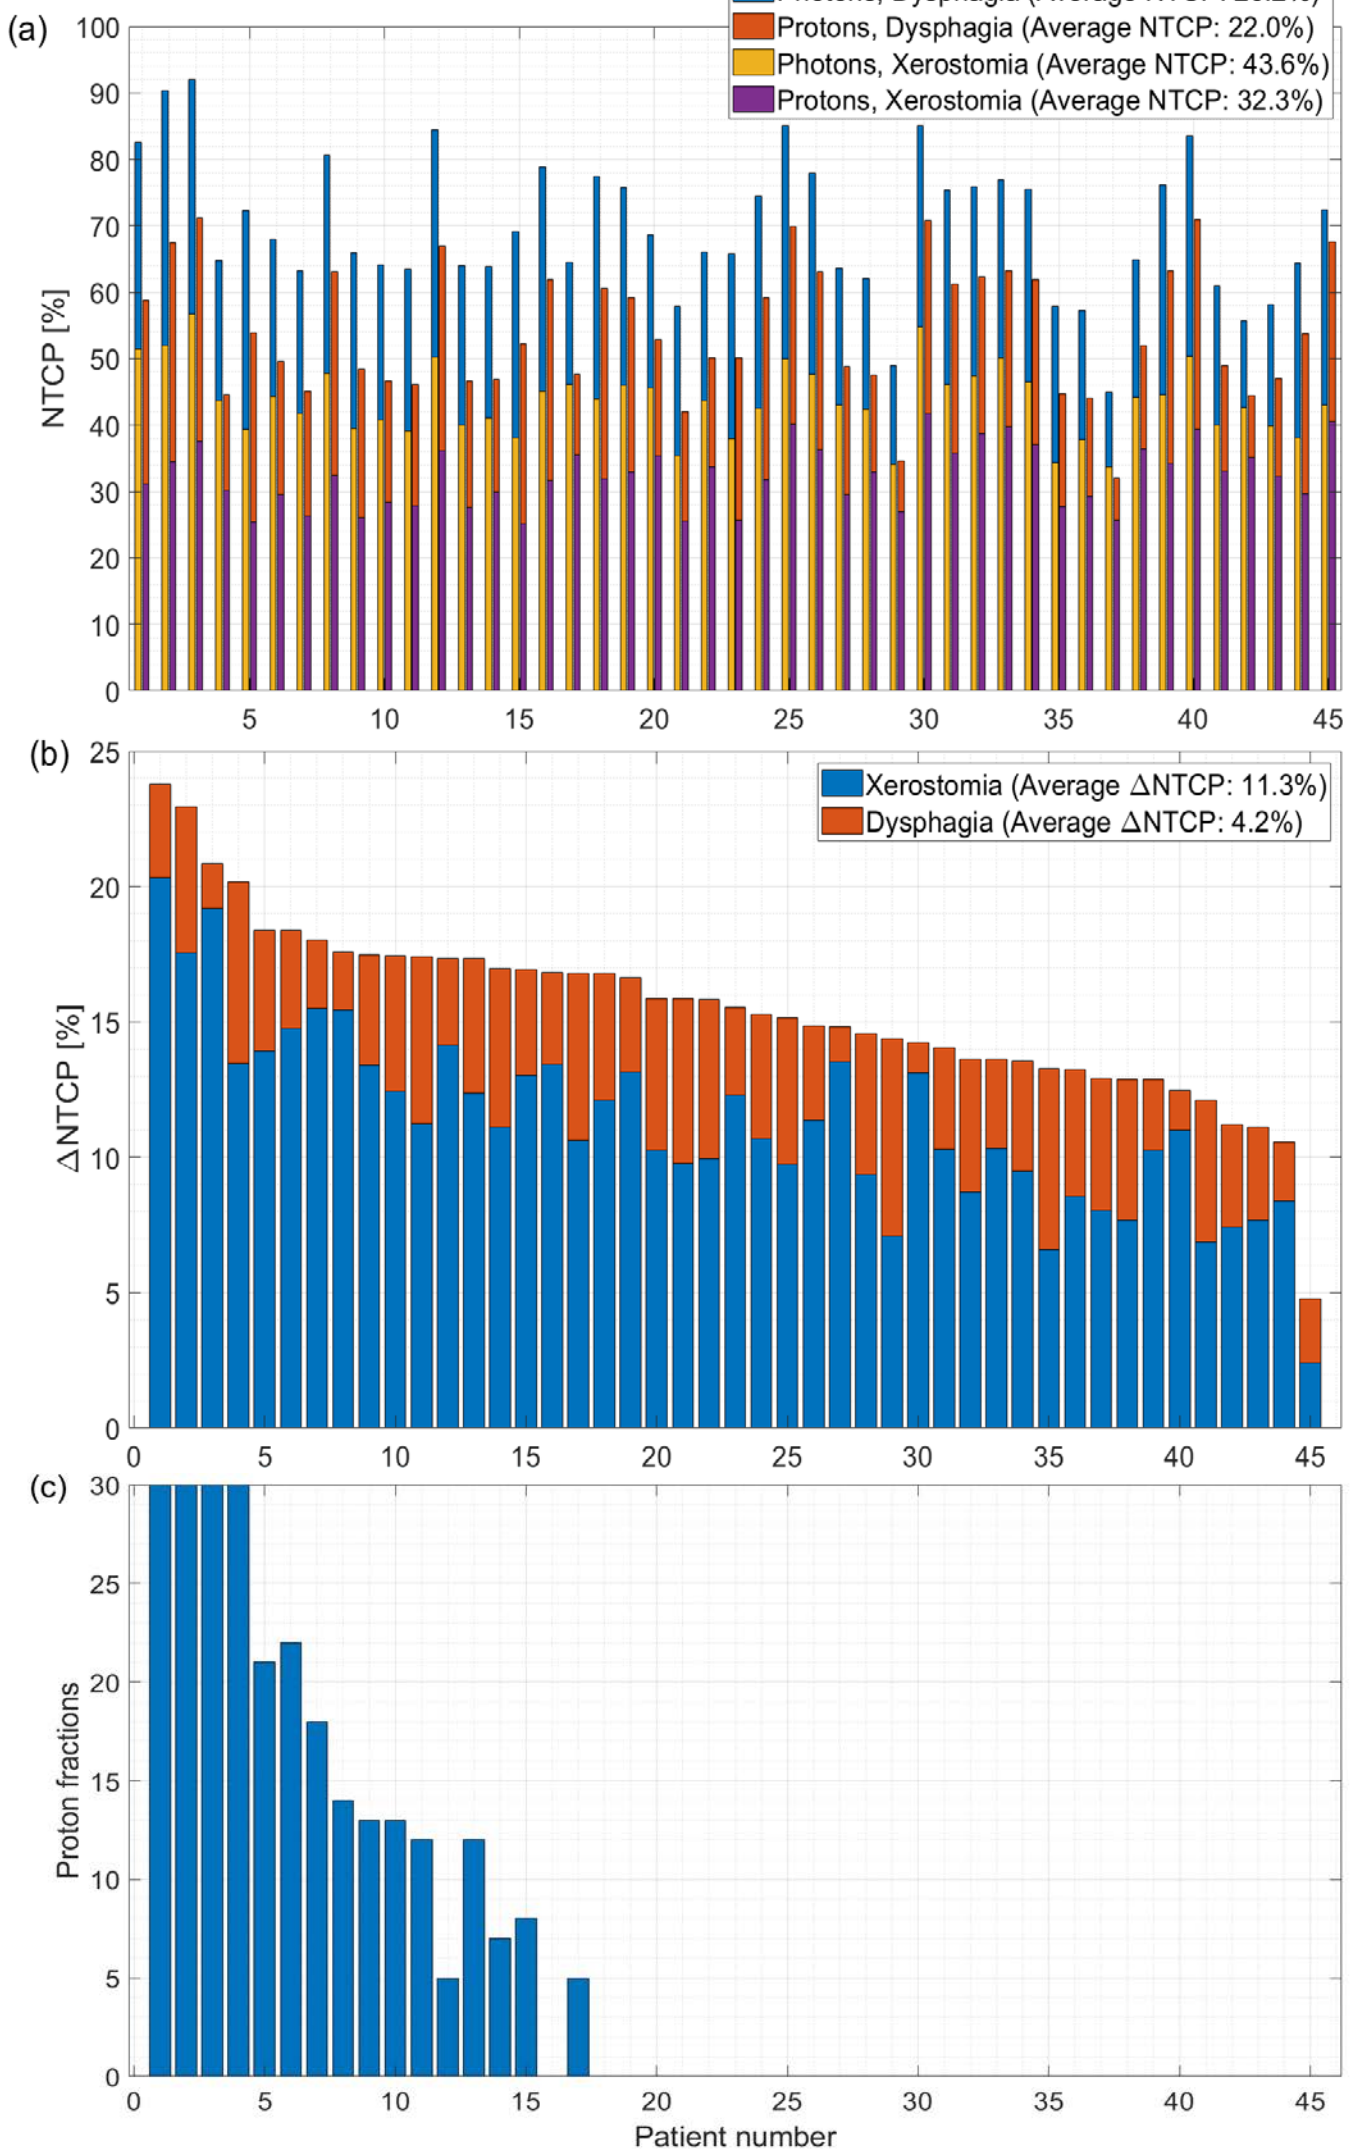 (a)
Protons, Dysphagia (Average NTCP: 22.0%)
Photons, Xerostomia (Average NTCP: 43.6%)
Protons, Xerostomia (Average NTCP: 32.3%)
NTCP [%]
100
90
80
70
60
50
40
30
20
10
0
5 10 15 20 25 30 35 40 45
(b)
Xerostomia (Average ΔNTCP: 11.3%)
Dysphagia (Average ΔNTCP: 4.2%)
ΔNTCP [%]
25
20
15
10
5
0
0 5 10 15 20 25 30 35 40 45
(c)
Proton fractions
30
25
20
15
10
5
0
0 5 10 15 20 25 30 35 40 45
Patient number